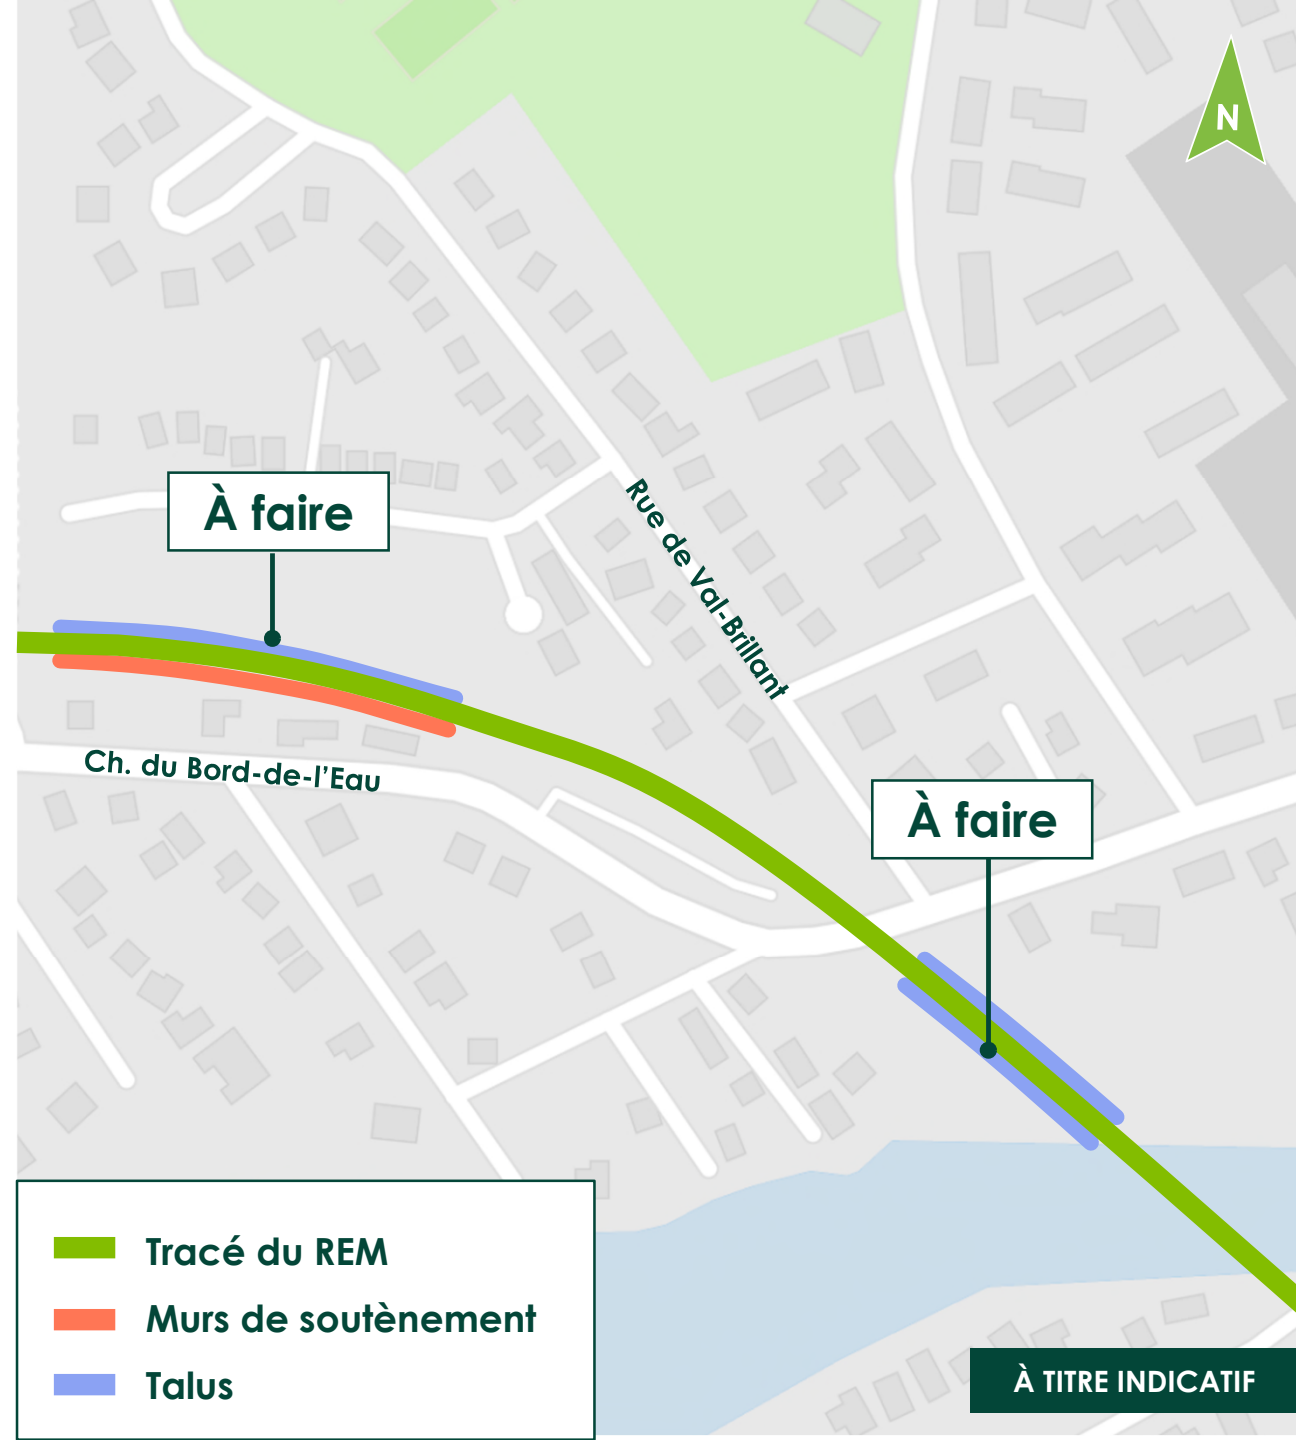 N
À faire
Rue de Val-Brillant
Ch. du Bord-de-l’Eau
À faire
Tracé du REM
Murs de soutènement
Talus
À TITRE INDICATIF